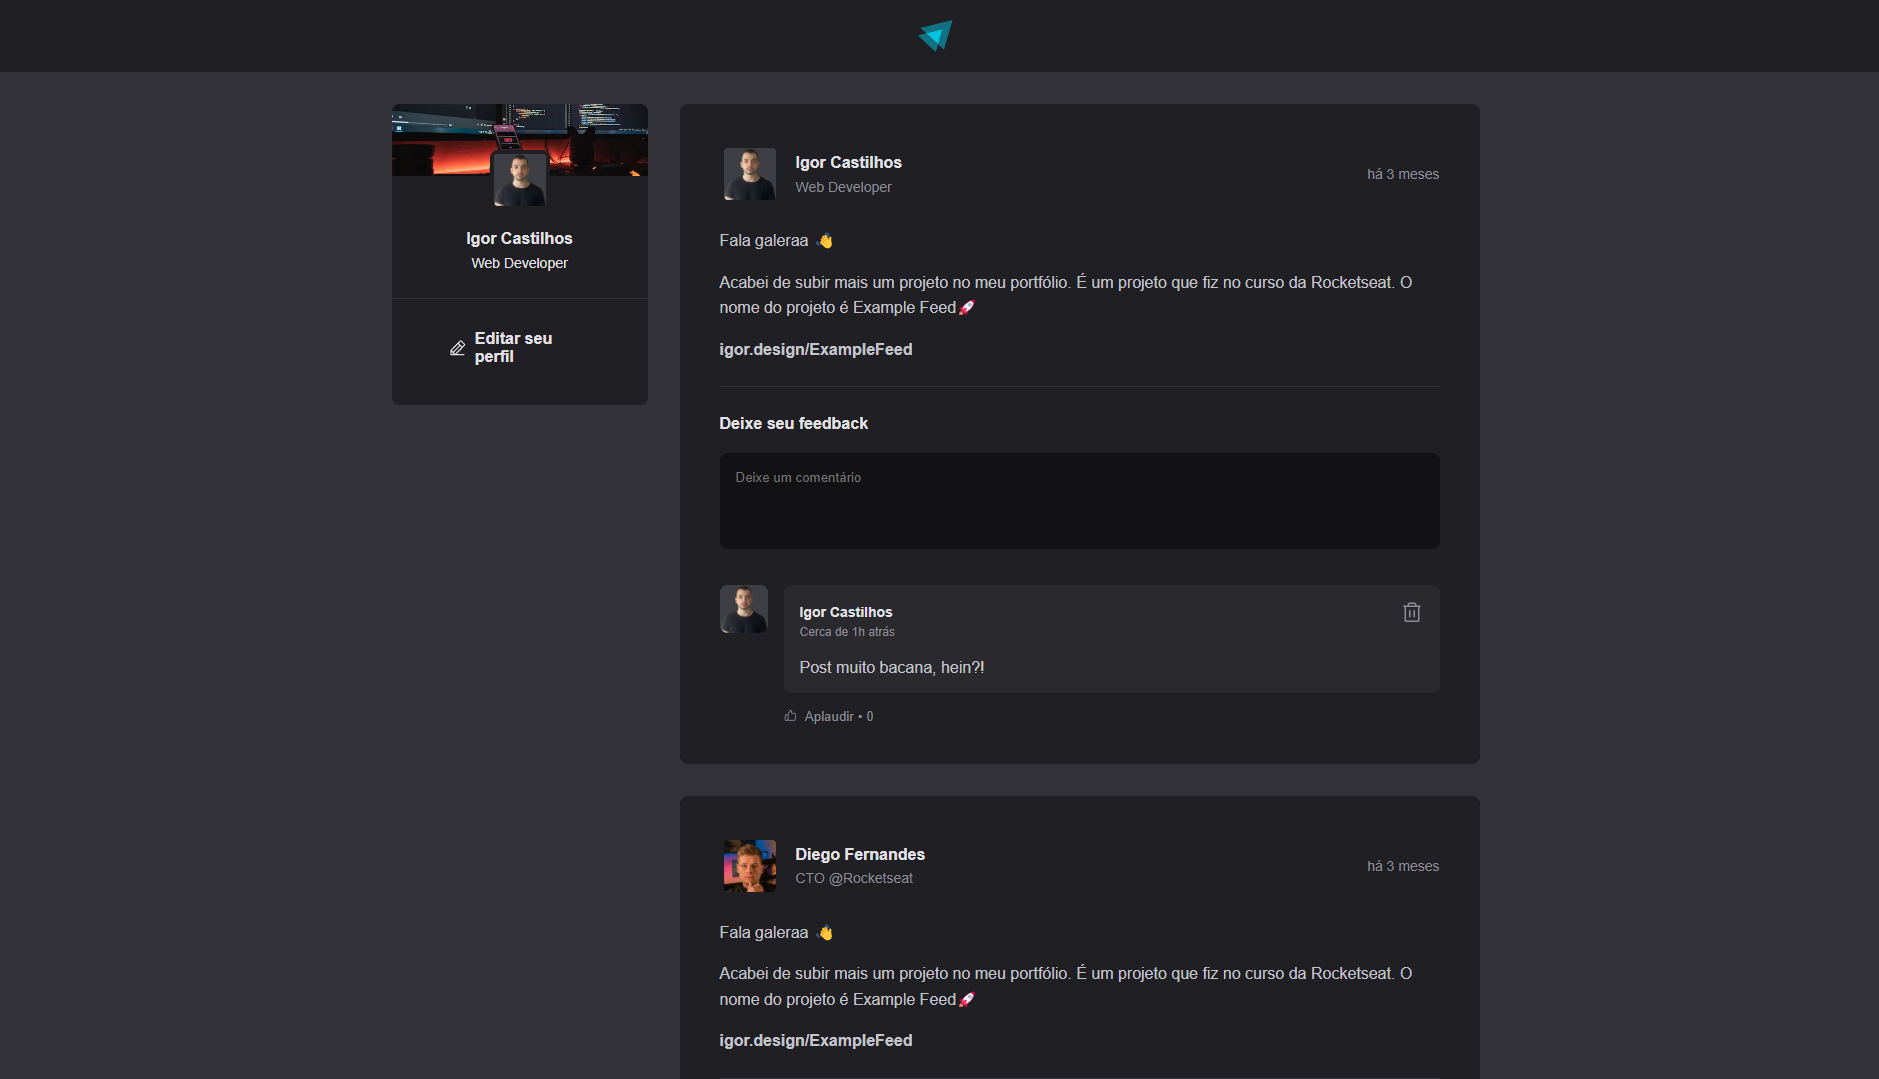 Igor Castilhos
Web Developer
Editar seu
perfil
Igor Castilhos
Web Developer
há 3 meses
Fala galeraa 👋
Acabei de subir mais um projeto no meu portfólio. É um projeto que fiz no curso da Rocketseat. O
nome do projeto é Example Feed🚀
igor.design/ExampleFeed
Deixe seu feedback
Deixe um comentário
Igor Castilhos
Cerca de 1h atrás
Post muito bacana, hein?!
Aplaudir • 0
Diego Fernandes
CTO @Rocketseat
há 3 meses
Fala galeraa 👋
Acabei de subir mais um projeto no meu portfólio. É um projeto que fiz no curso da Rocketseat. O
nome do projeto é Example Feed🚀
igor.design/ExampleFeed